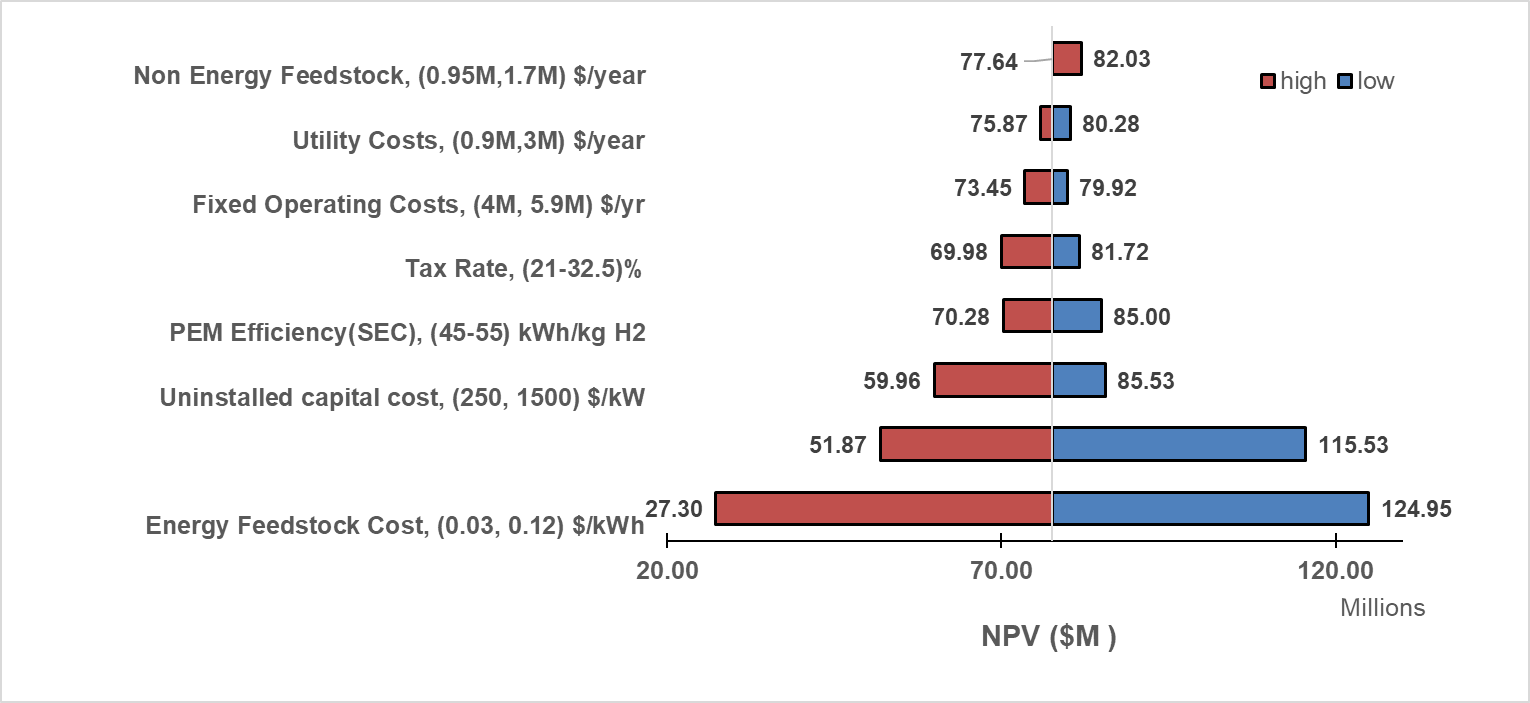 77.64 82.03
Non Energy Feedstock, (0.95M,1.7M) $/year
high low
75.87 80.28
Utility Costs, (0.9M,3M) $/year
73.45 79.92
Fixed Operating Costs, (4M, 5.9M) $/yr
69.98 81.72
Tax Rate, (21-32.5)%
70.28 85.00
PEM Efficiency(SEC), (45-55) kWh/kg H2
59.96 85.53
Uninstalled capital cost, (250, 1500) $/kW
51.87 115.53
27.30 124.95
Energy Feedstock Cost, (0.03, 0.12) $/kWh
20.00 70.00 120.00
Millions
NPV ($M )